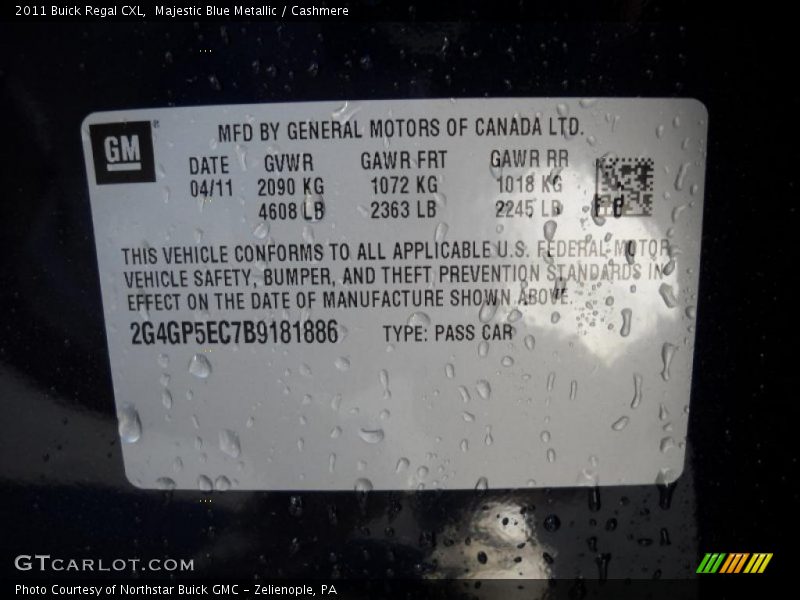 2011 Buick Regal CXL, Majestic Blue Metallic / Cashmere
GM®
MFD BY GENERAL MOTORS OF CANADA LTD.
DATE GVWR GAWR FRT GAWR RR
04/11 2090 KG 1072 KG 1018 KG
4608 LB 2363 LB 2245 LB
THIS VEHICLE CONFORMS TO ALL APPLICABLE U.S. FEDERAL MOTOR
VEHICLE SAFETY, BUMPER, AND THEFT PREVENTION STANDARDS IN
EFFECT ON THE DATE OF MANUFACTURE SHOWN ABOVE.
2G4GP5EC7B9181886 TYPE: PASS CAR
GTCARLOT.COM
Photo Courtesy of Northstar Buick GMC - Zelienople, PA